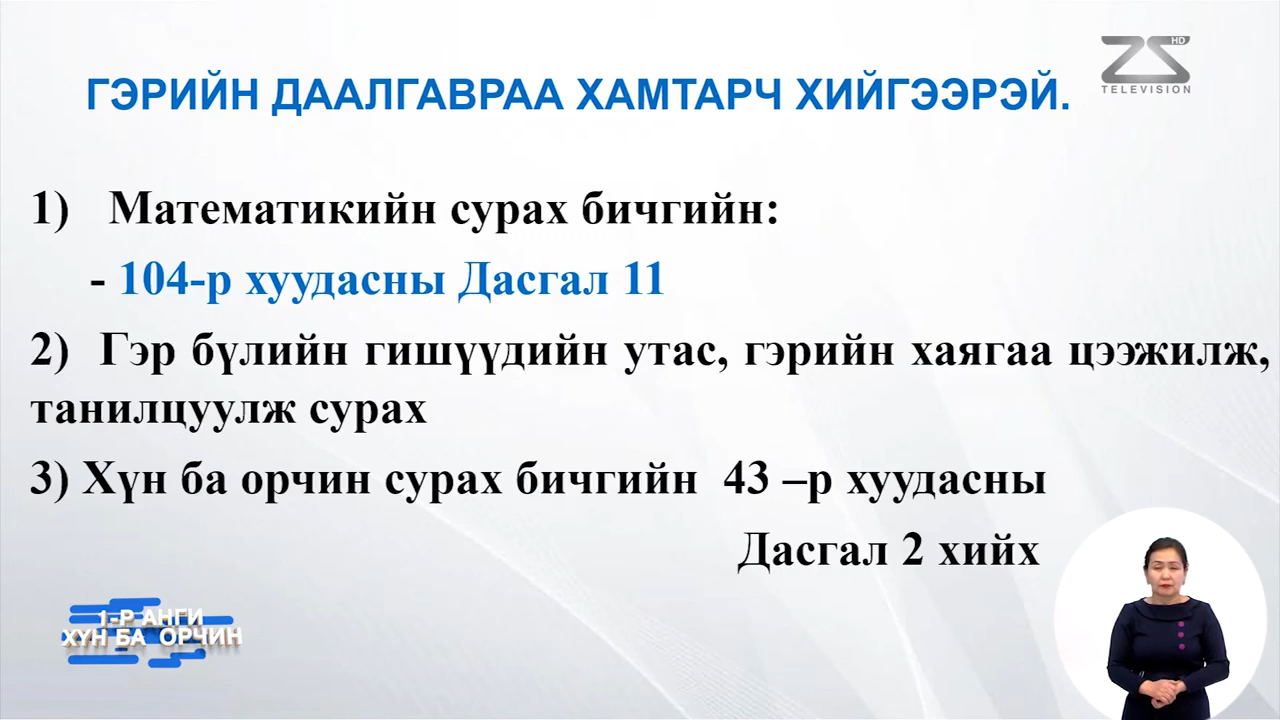 ZS HD
TELEVISION
ГЭРИЙН ДААЛГАВРАА ХАМТАРЧ ХИЙГЭЭРЭЙ.
1) Математикийн сурах бичгийн:
- 104-р хуудасны Дасгал 11
2) Гэр бүлийн гишүүдийн утас, гэрийн хаягаа цээжилж,
танилцуулж сурах
3) Хүн ба орчин сурах бичгийн 43 –р хуудасны
Дасгал 2 хийх
1-Р АНГИ
ХҮН БА ОРЧИН